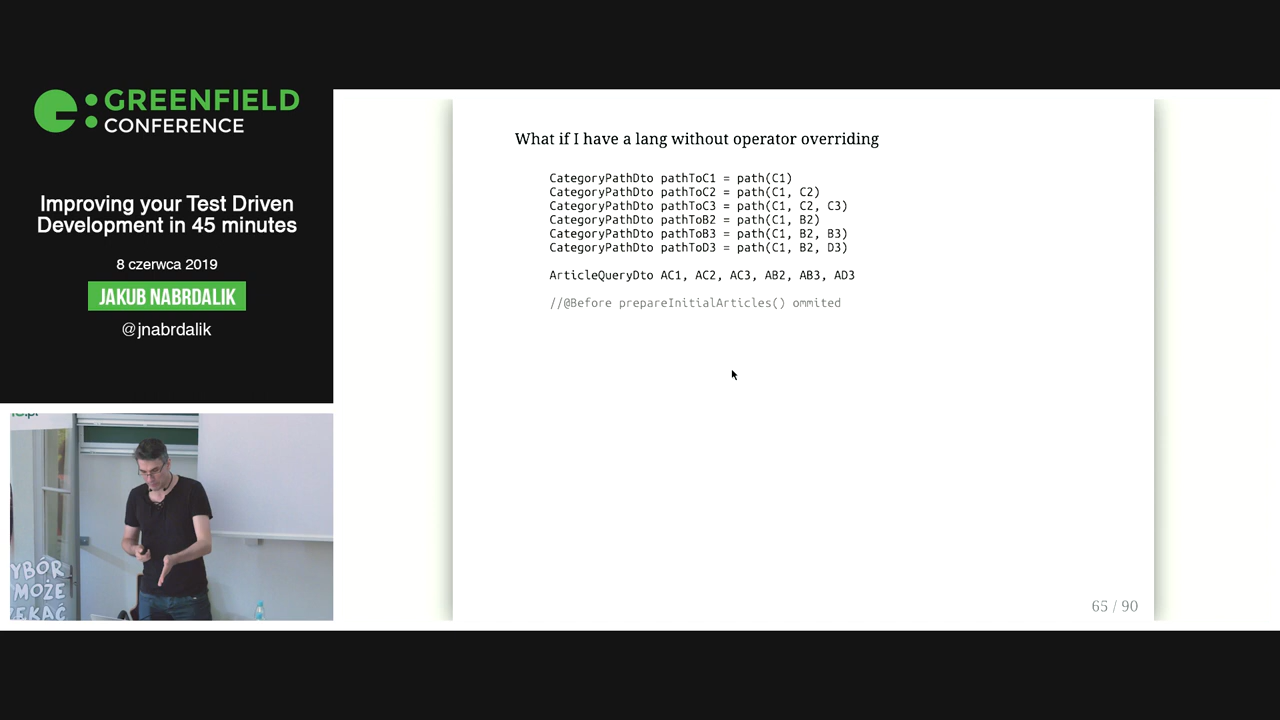 GREENFIELD
CONFERENCE
Improving your Test Driven
Development in 45 minutes
8 czerwca 2019
JAKUB NABRDALIK
@jnabrdalik
YBÓR
MOŻE
ZEKAĆ
What if I have a lang without operator overriding
CategoryPathDto pathToC1 = path(C1)
CategoryPathDto pathToC2 = path(C1, C2)
CategoryPathDto pathToC3 = path(C1, C2, C3)
CategoryPathDto pathToB2 = path(C1, B2)
CategoryPathDto pathToB3 = path(C1, B2, B3)
CategoryPathDto pathToD3 = path(C1, B2, D3)
ArticleQueryDto AC1, AC2, AC3, AB2, AB3, AD3
//@Before prepareInitialArticles() ommited
65 / 90